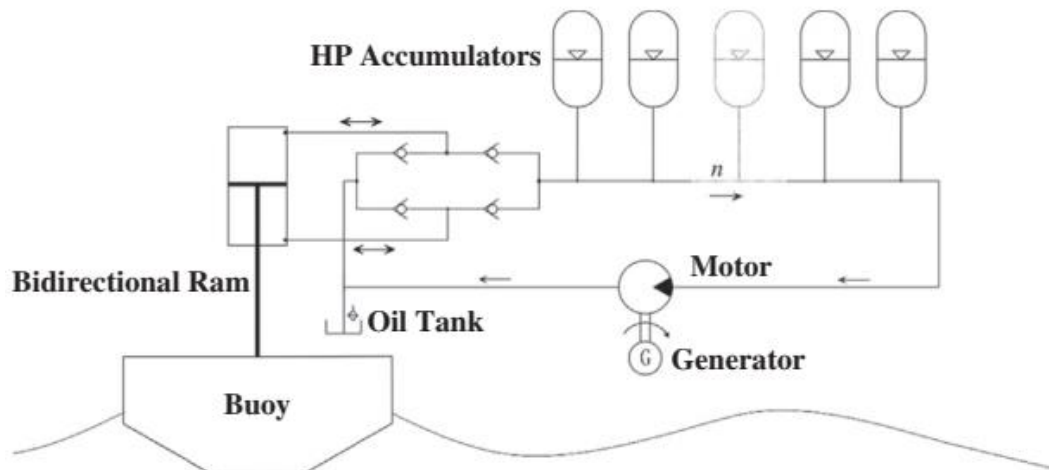 HP Accumulators
n
Motor
Bidirectional Ram
Oil Tank
G
Generator
Buoy